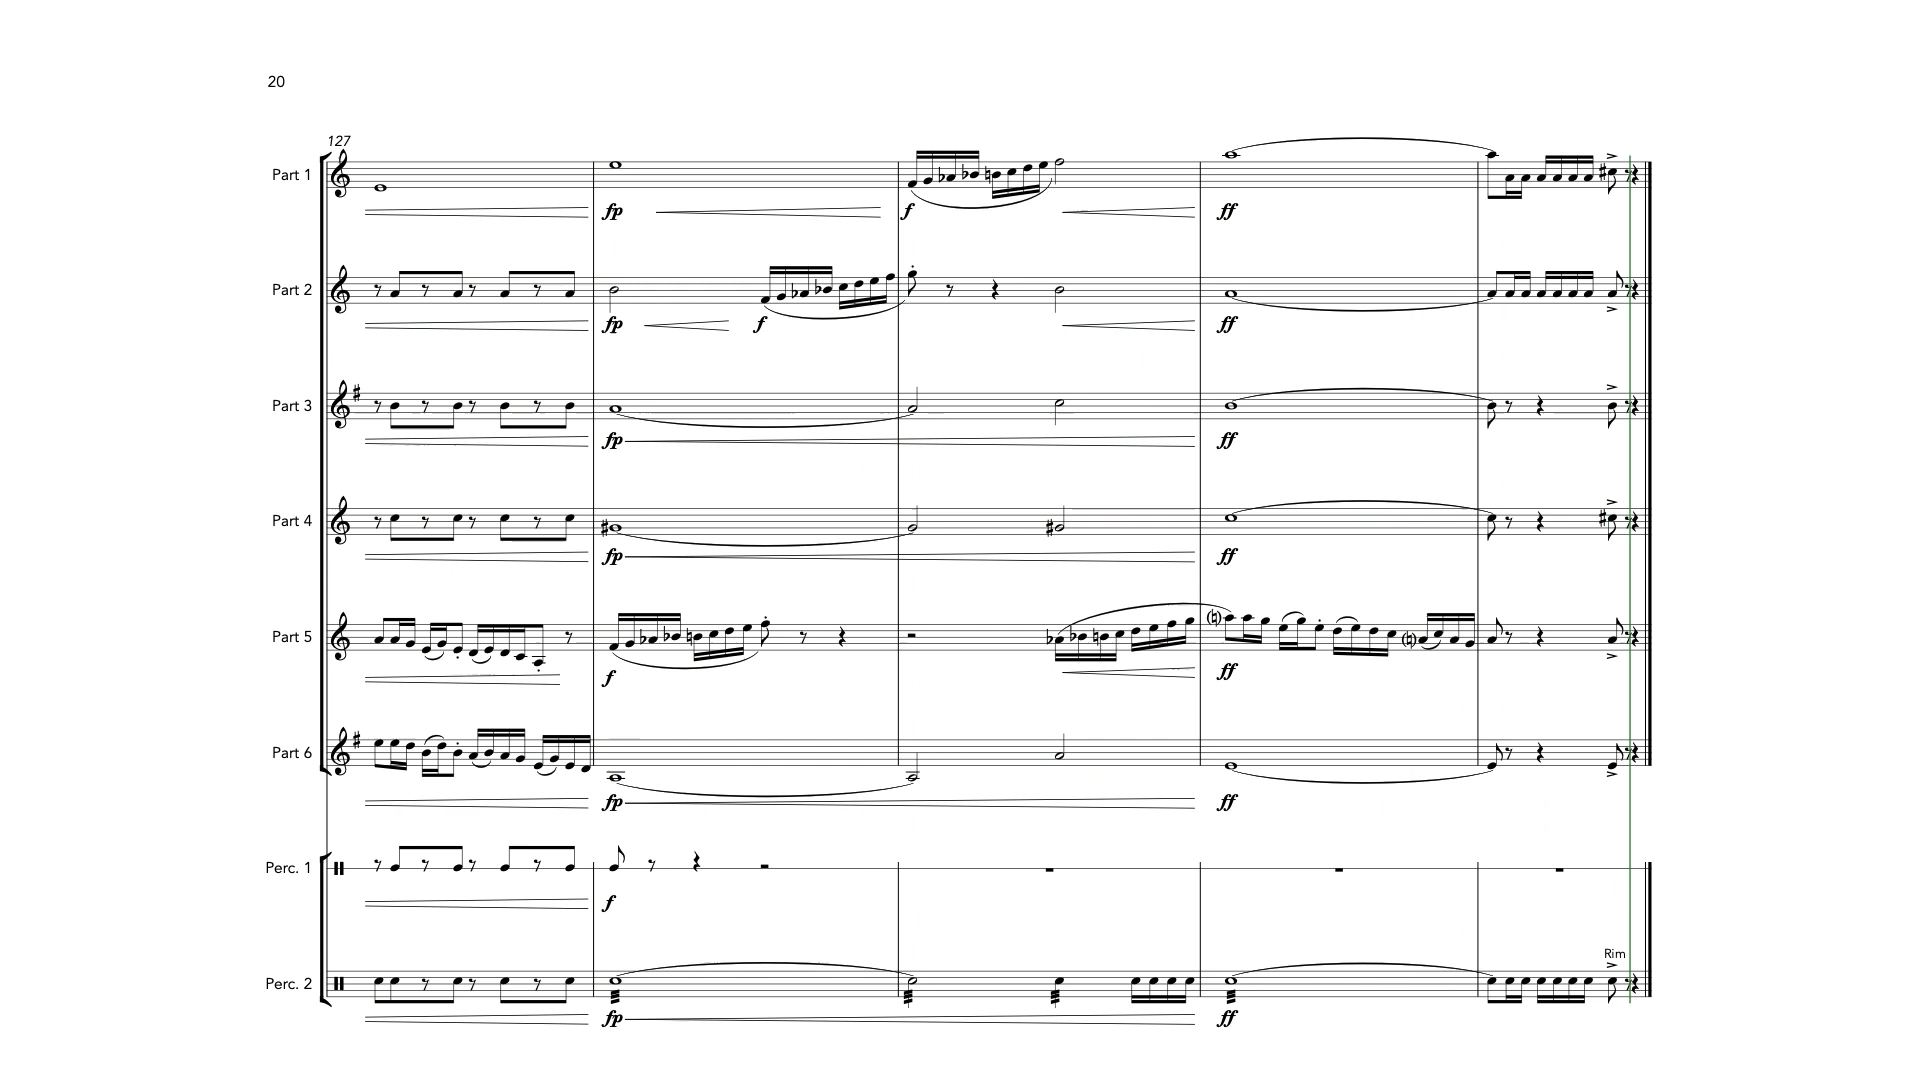 20
127
Part 1
fp
f
ff
Part 2
fp
f
ff
Part 3
fp
ff
Part 4
fp
ff
Part 5
f
ff
Part 6
fp
ff
Perc. 1
f
Rim
Perc. 2
fp
ff